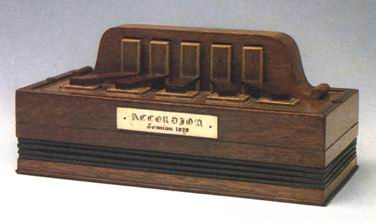 · ACCORDION ·
Demian 1829